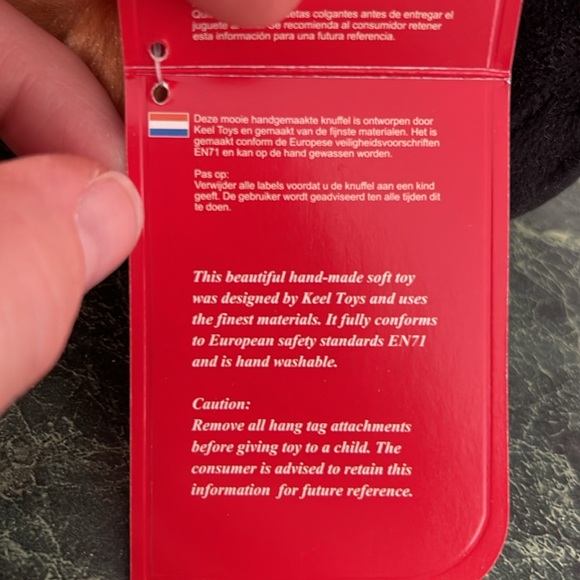 etas colgantes antes de entregar el
juguete e recomienda al consumidor retener
esta información para una futura referencia.
Deze mooie handgemaakte knuffel is ontworpen door
Keel Toys en gemaakt van de fijnste materialen. Het is
gemaakt conform de Europese veiligheidsvoorschriften
EN71 en kan op de hand gewassen worden.
Pas op:
Verwijder alle labels voordat u de knuffel aan een kind
geeft. De gebruiker wordt geadviseerd ten alle tijden dit
te doen.
This beautiful hand-made soft toy
was designed by Keel Toys and uses
the finest materials. It fully conforms
to European safety standards EN71
and is hand washable.
Caution:
Remove all hang tag attachments
before giving toy to a child. The
consumer is advised to retain this
information for future reference.